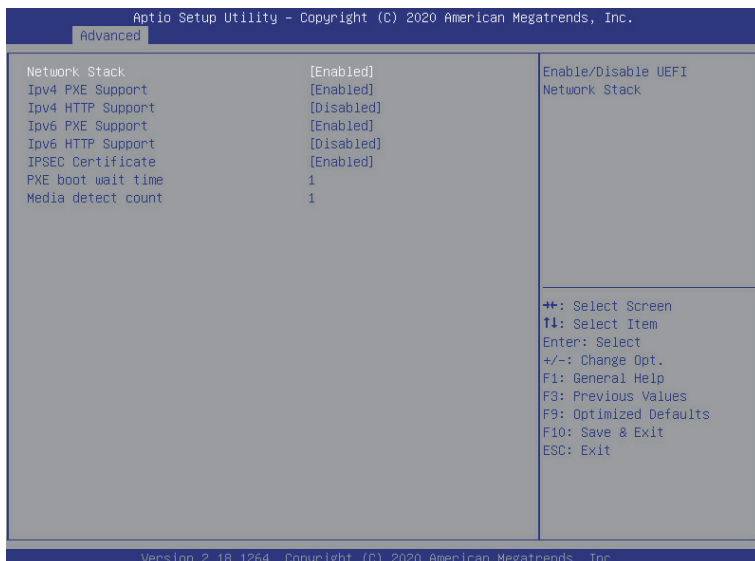 Aptio Setup Utility – Copyright (C) 2020 American Megatrends, Inc.
Advanced
Network Stack [Enabled]
Ipv4 PXE Support [Enabled]
Ipv4 HTTP Support [Disabled]
Ipv6 PXE Support [Enabled]
Ipv6 HTTP Support [Disabled]
IPSEC Certificate [Enabled]
PXE boot wait time 1
Media detect count 1
Enable/Disable UEFI
Network Stack
→←: Select Screen
↑↓: Select Item
Enter: Select
+/-: Change Opt.
F1: General Help
F3: Previous Values
F9: Optimized Defaults
F10: Save & Exit
ESC: Exit
Version 2.18.1264. Copyright (C) 2020 American Megatrends, Inc.